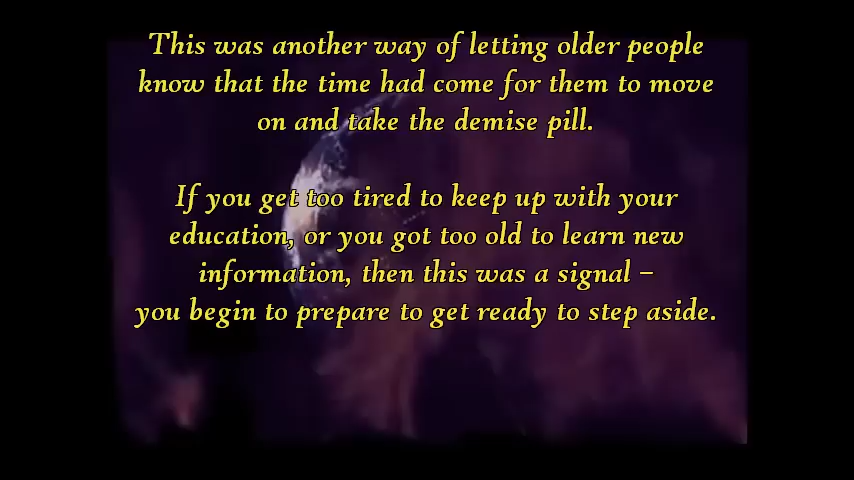 This was another way of letting older people
know that the time had come for them to move
on and take the demise pill.
If you get too tired to keep up with your
education, or you got too old to learn new
information, then this was a signal –
you begin to prepare to get ready to step aside.